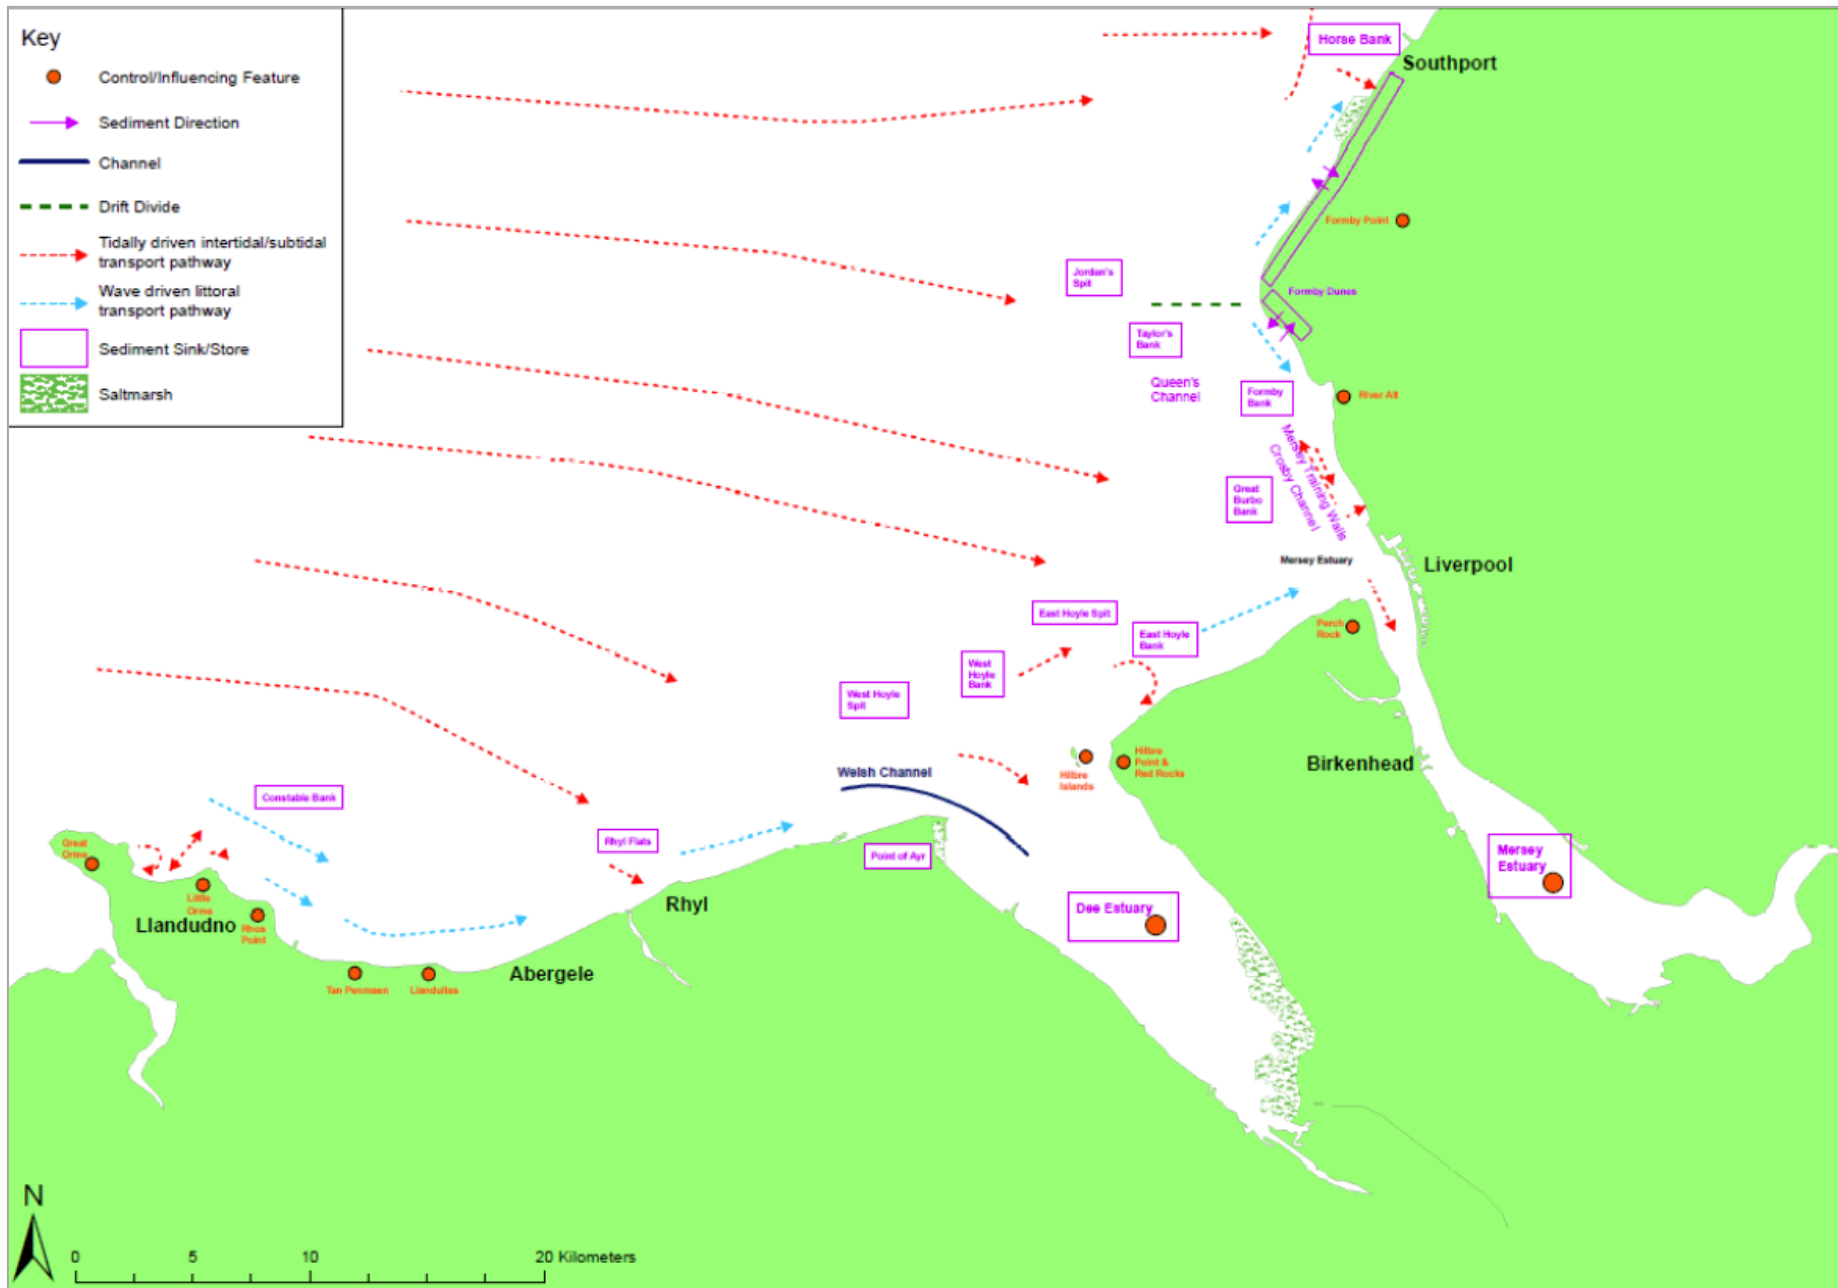 Key
Control/Influencing Feature
Sediment Direction
Channel
Drift Divide
Tidally driven intertidal/subtidal
transport pathway
Wave driven littoral
transport pathway
Sediment Sink/Store
Saltmarsh
Horse Bank
Southport
Formby Point
Jordan's
Spit
Formby Dunes
Taylor's
Bank
Queen's
Channel
Formby
Bank
River Alt
Mersey Training Walls
Crosby Channel
Great
Burbo
Bank
Mersey Estuary
Liverpool
East Hoyle Spit
East Hoyle
Bank
Perch
Rock
West
Hoyle
Bank
West Hoyle
Spit
Welsh Channel
Hilbre
Islands
Hilbre
Point &
Red Rocks
Birkenhead
Constable Bank
Great
Orme
Rhyl Flats
Point of Ayr
Mersey
Estuary
Little
Orme
Rhyl
Dee Estuary
Llandudno
Rhos
Point
Abergele
Tan Penmaen
Llandullas
N
0
5
10
20 Kilometers